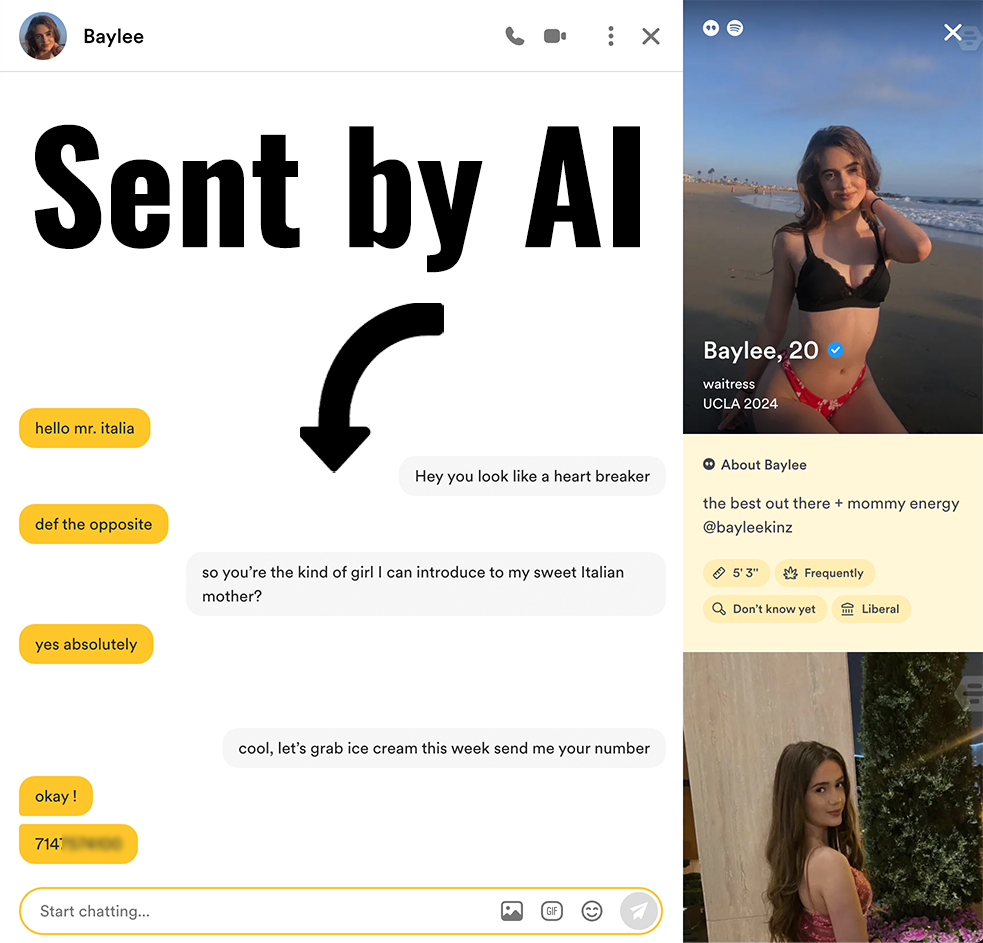 Baylee
Sent by AI
hello mr. italia
Hey you look like a heart breaker
def the opposite
so you’re the kind of girl I can introduce to my sweet Italian
mother?
yes absolutely
cool, let’s grab ice cream this week send me your number
okay !
714
Start chatting...
GIF
Baylee, 20
waitress
UCLA 2024
About Baylee
the best out there + mommy energy
@bayleekinz
5' 3"
Frequently
Don't know yet
Liberal